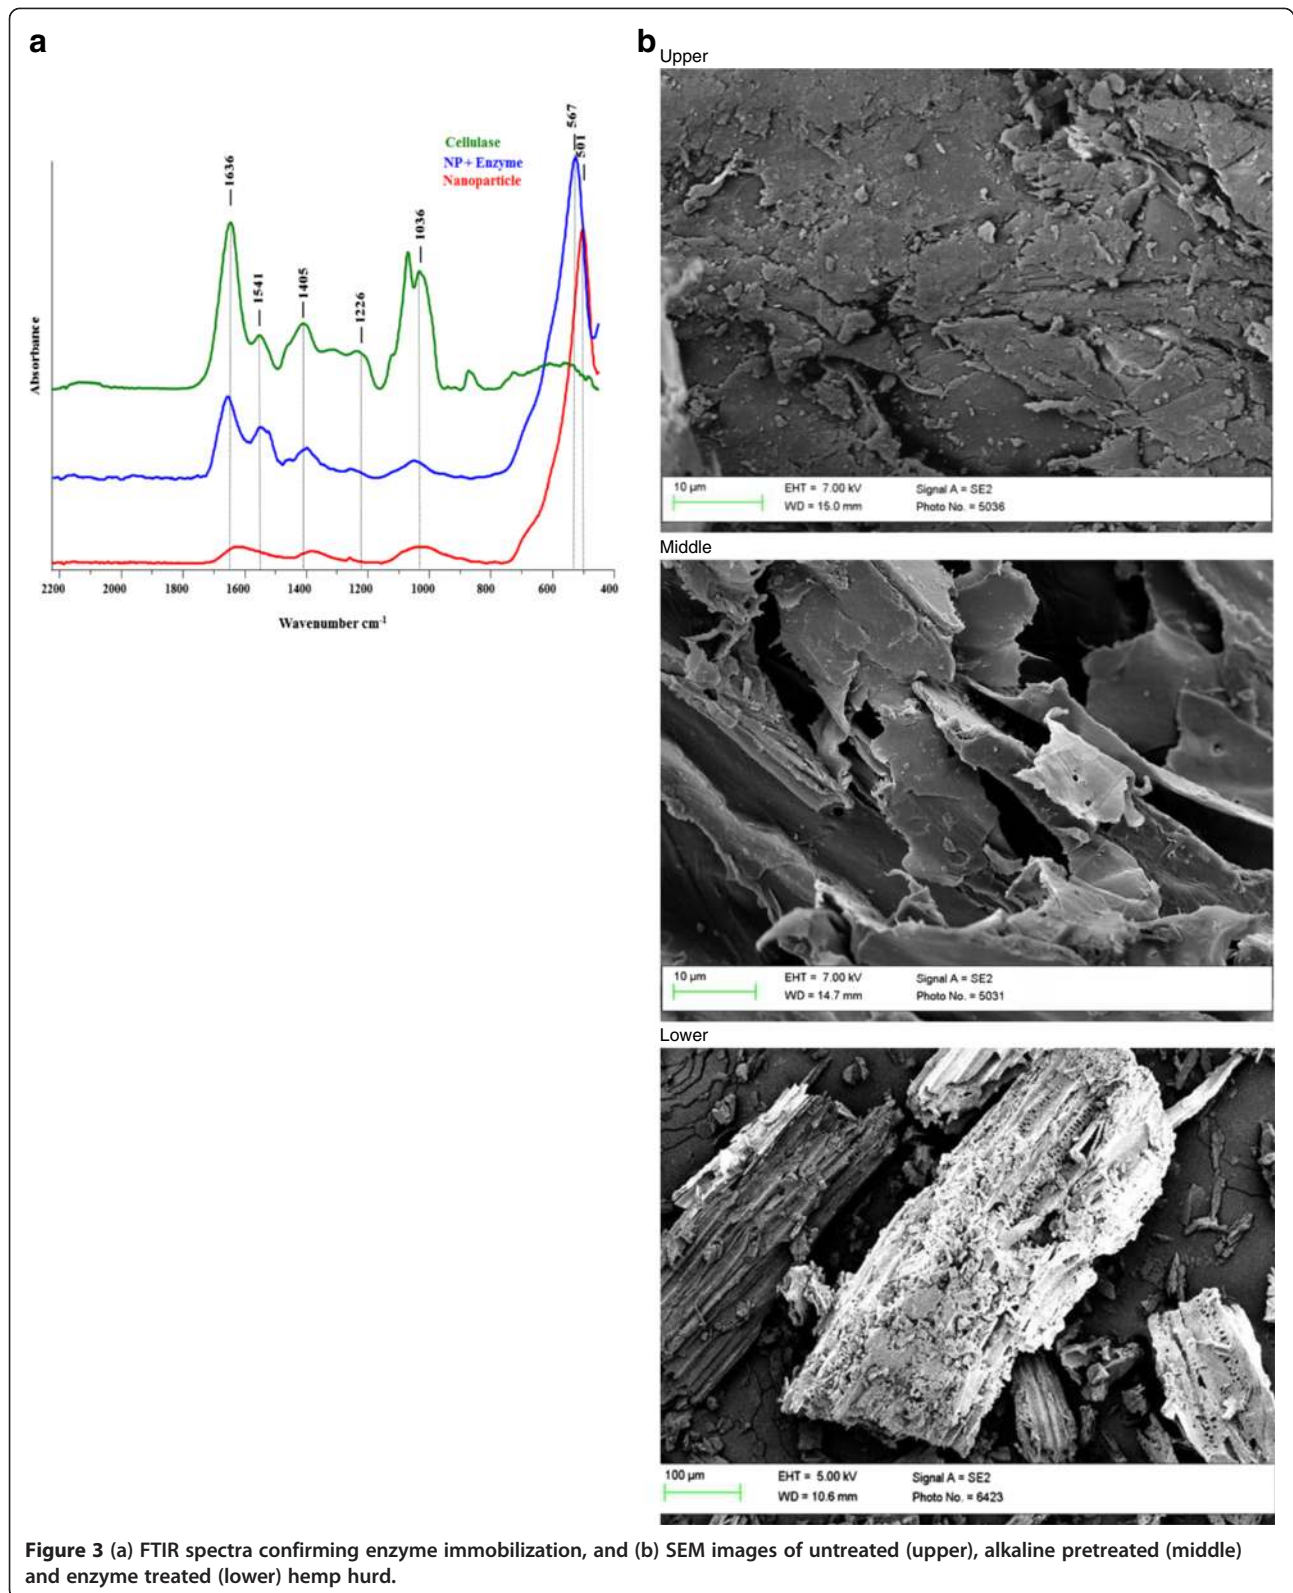 a
b
Upper
Cellulase
NP + Enzyme
Nanoparticle
1636
1541
1405
1226
1036
567
501
Absorbance
2200 2000 1800 1600 1400 1200 1000 800 600 400
Wavenumber cm-1
10 µm EHT = 7.00 kV Signal A = SE2
WD = 15.0 mm Photo No. = 5036
Middle
10 µm EHT = 7.00 kV Signal A = SE2
WD = 14.7 mm Photo No. = 5031
Lower
100 µm EHT = 5.00 kV Signal A = SE2
WD = 10.6 mm Photo No. = 6423
Figure 3 (a) FTIR spectra confirming enzyme immobilization, and (b) SEM images of untreated (upper), alkaline pretreated (middle)
and enzyme treated (lower) hemp hurd.